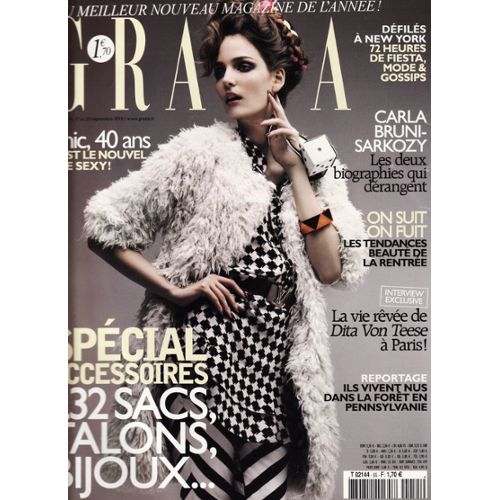 MEILLEUR NOUVEAU MAGAZINE DE L'ANNÉE !
GRAZIA
1€,70
DÉFILÉS
À NEW YORK
72 HEURES
DE FIESTA,
MODE &
GOSSIPS
hic, 40 ans
ST LE NOUVEL
E SEXY !
CARLA
BRUNI-
SARKOZY
Les deux
biographies qui
dérangent
ON SUIT
ON FUIT
LES TENDANCES
BEAUTÉ DE
LA RENTRÉE
INTERVIEW
EXCLUSIVE
La vie rêvée de
Dita Von Teese
à Paris !
SPÉCIAL
CCESSOIRES
132 SACS,
TALONS,
BIJOUX...
REPORTAGE
ILS VIVENT NUS
DANS LA FORÊT EN
PENNSYLVANIE